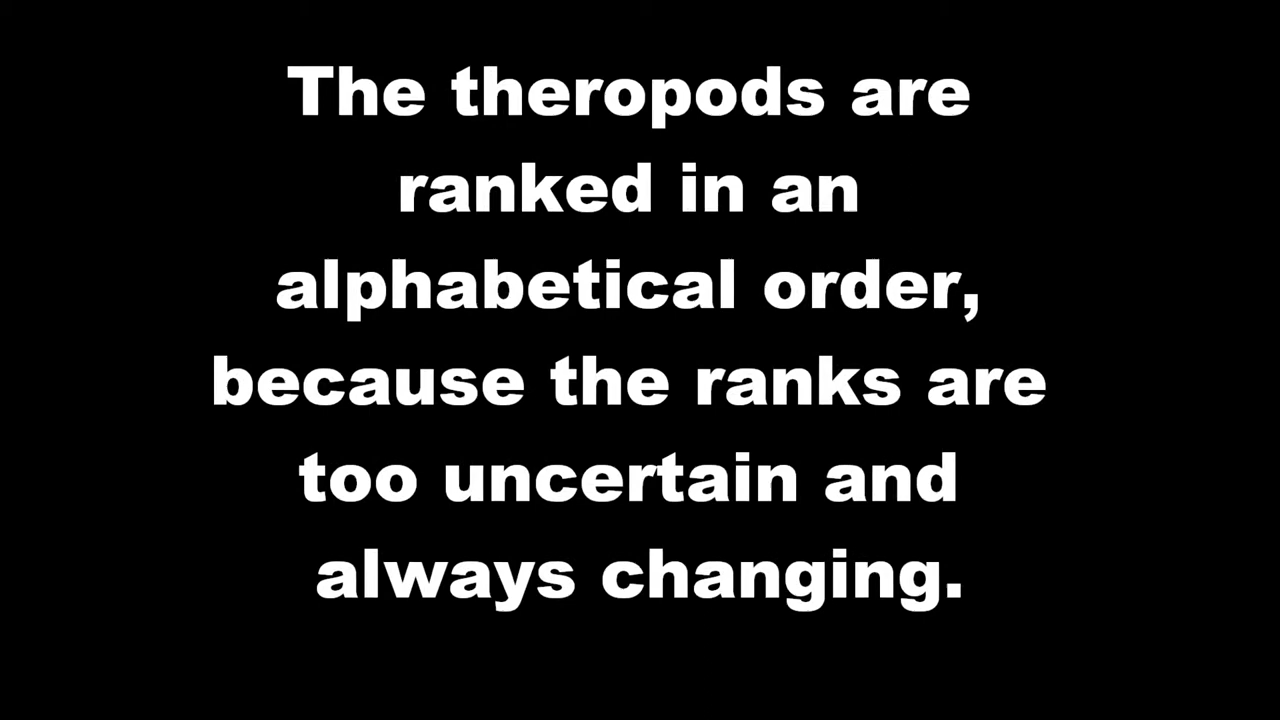 The theropods are
ranked in an
alphabetical order,
because the ranks are
too uncertain and
always changing.